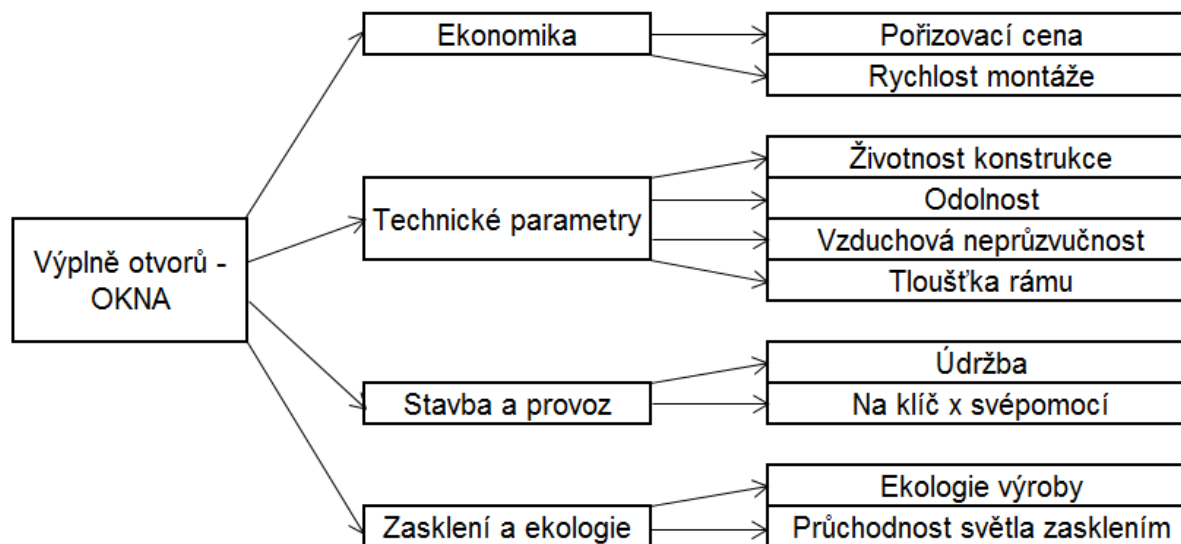 Ekonomika
Pořizovací cena
Rychlost montáže
Životnost konstrukce
Technické parametry
Odolnost
Vzduchová neprůzvučnost
Tloušťka rámu
Výplně otvorů -
OKNA
Údržba
Stavba a provoz
Na klíč x svépomocí
Ekologie výroby
Zasklení a ekologie
Průchodnost světla zasklením